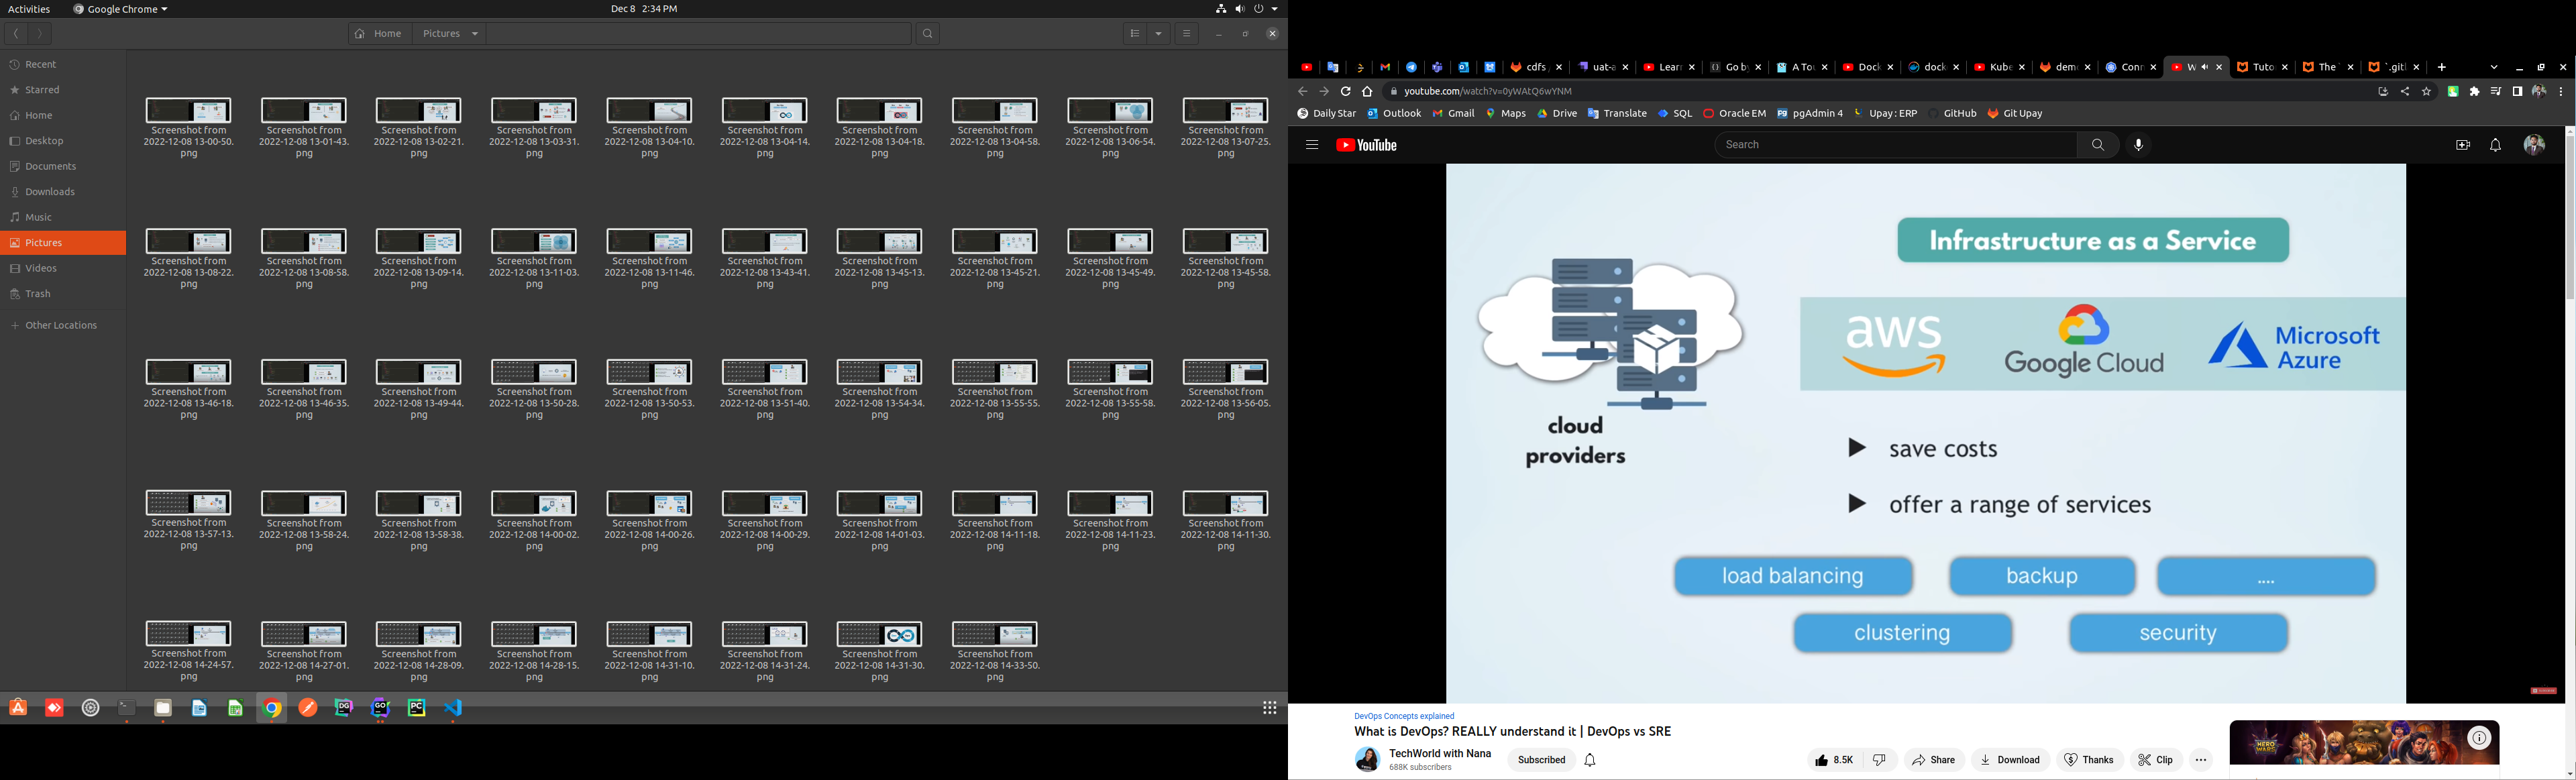 Activities
Google Chrome
Dec 8 2:34 PM
Home
Pictures
Recent
Starred
Home
Desktop
Documents
Downloads
Music
Pictures
Videos
Trash
Other Locations
Screenshot from 2022-12-08 13-00-50.png
Screenshot from 2022-12-08 13-01-43.png
Screenshot from 2022-12-08 13-02-21.png
Screenshot from 2022-12-08 13-03-31.png
Screenshot from 2022-12-08 13-04-10.png
Screenshot from 2022-12-08 13-04-14.png
Screenshot from 2022-12-08 13-04-18.png
Screenshot from 2022-12-08 13-04-58.png
Screenshot from 2022-12-08 13-06-54.png
Screenshot from 2022-12-08 13-07-25.png
Screenshot from 2022-12-08 13-08-22.png
Screenshot from 2022-12-08 13-08-58.png
Screenshot from 2022-12-08 13-09-14.png
Screenshot from 2022-12-08 13-11-03.png
Screenshot from 2022-12-08 13-11-46.png
Screenshot from 2022-12-08 13-43-41.png
Screenshot from 2022-12-08 13-45-13.png
Screenshot from 2022-12-08 13-45-21.png
Screenshot from 2022-12-08 13-45-49.png
Screenshot from 2022-12-08 13-45-58.png
Screenshot from 2022-12-08 13-46-18.png
Screenshot from 2022-12-08 13-46-35.png
Screenshot from 2022-12-08 13-49-44.png
Screenshot from 2022-12-08 13-50-28.png
Screenshot from 2022-12-08 13-50-53.png
Screenshot from 2022-12-08 13-51-40.png
Screenshot from 2022-12-08 13-54-34.png
Screenshot from 2022-12-08 13-55-55.png
Screenshot from 2022-12-08 13-55-58.png
Screenshot from 2022-12-08 13-56-05.png
Screenshot from 2022-12-08 13-57-13.png
Screenshot from 2022-12-08 13-58-24.png
Screenshot from 2022-12-08 13-58-38.png
Screenshot from 2022-12-08 14-00-02.png
Screenshot from 2022-12-08 14-00-26.png
Screenshot from 2022-12-08 14-00-29.png
Screenshot from 2022-12-08 14-01-03.png
Screenshot from 2022-12-08 14-11-18.png
Screenshot from 2022-12-08 14-11-23.png
Screenshot from 2022-12-08 14-11-30.png
Screenshot from 2022-12-08 14-24-57.png
Screenshot from 2022-12-08 14-27-01.png
Screenshot from 2022-12-08 14-28-09.png
Screenshot from 2022-12-08 14-28-15.png
Screenshot from 2022-12-08 14-31-10.png
Screenshot from 2022-12-08 14-31-24.png
Screenshot from 2022-12-08 14-31-30.png
Screenshot from 2022-12-08 14-33-50.png
DG
GO
PC
cdfs
uat-a
Learn
Go by
A Tou
Dock
dock
Kube
demo
Conn
W
Tuto
The
`.gitl
youtube.com/watch?v=0yWAtQ6wYNM
Daily Star
Outlook
Gmail
Maps
Drive
Translate
SQL
Oracle EM
pgAdmin 4
Upay : ERP
GitHub
Git Upay
YouTube
Search
Infrastructure as a Service
aws
Google Cloud
Microsoft
Azure
cloud
providers
save costs
offer a range of services
load balancing
backup
....
clustering
security
DevOps Concepts explained
What is DevOps? REALLY understand it | DevOps vs SRE
TechWorld with Nana
688K subscribers
Subscribed
8.5K
Share
Download
Thanks
Clip
HERO WARS